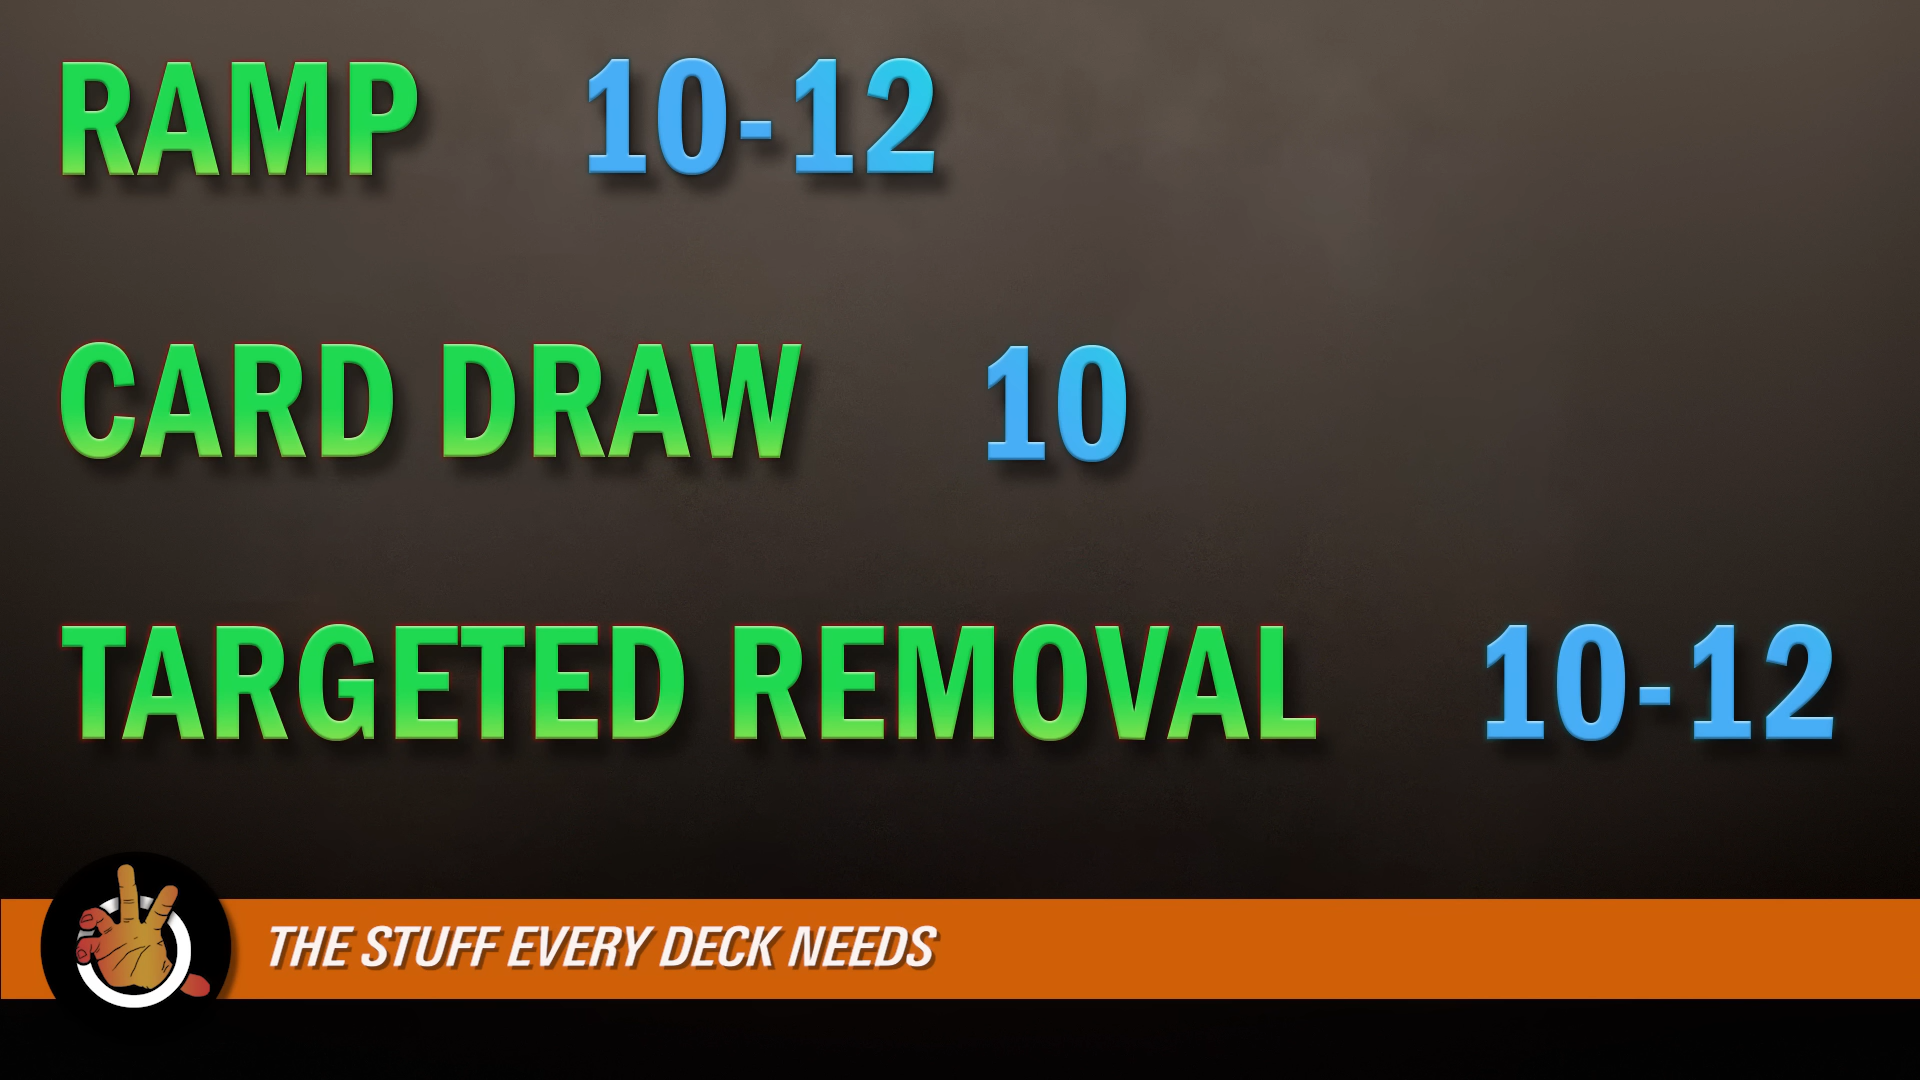 RAMP 10-12
CARD DRAW 10
TARGETED REMOVAL 10-12
THE STUFF EVERY DECK NEEDS